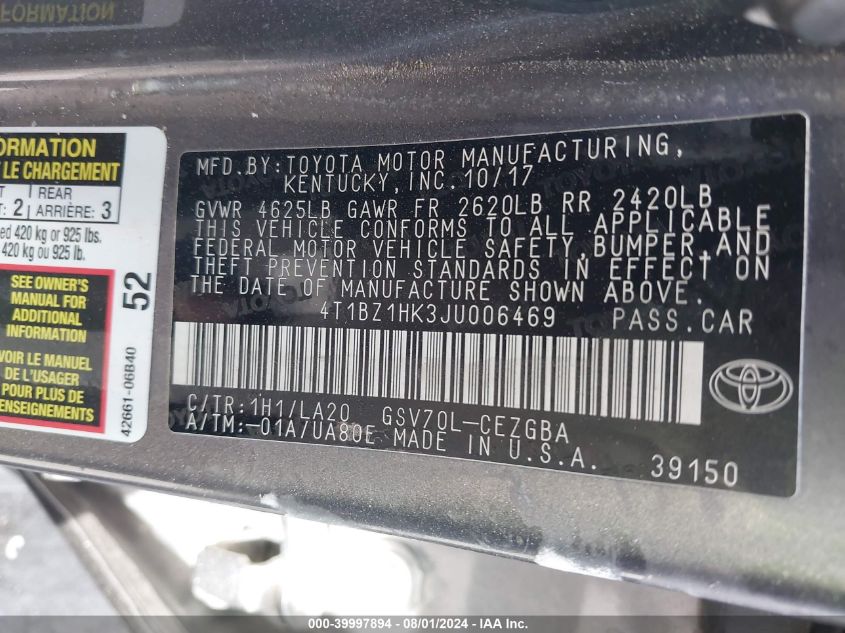 FORMATION
ORMATION
LE CHARGEMENT
REAR
2 ARRIÈRE: 3
420 kg or 925 lbs.
420 kg ou 925 lb.
SEE OWNER'S
MANUAL FOR
ADDITIONAL
INFORMATION
VOIR LE MANUEL
DE L'USAGER
POUR PLUS DE
RENSEIGNEMENTS
52
42661-06B40
MFD.BY:TOYOTA MOTOR MANUFACTURING,
KENTUCKY,INC.10/17
GVWR 4625LB GAWR FR 2620LB RR 2420LB
THIS VEHICLE CONFORMS TO ALL APPLICABLE
FEDERAL MOTOR VEHICLE SAFETY,BUMPER,AND
THEFT PREVENTION STANDARDS IN EFFECT ON
THE DATE OF MANUFACTURE SHOWN ABOVE.
4T1BZ1HK3JU006469 PASS.CAR
C/TR:1H1/LA20 GSV70L-CEZGBA
A/TM:-01A/UA80E MADE IN U.S.A.
39150
000-39997894 - 08/01/2024 - IAA Inc.